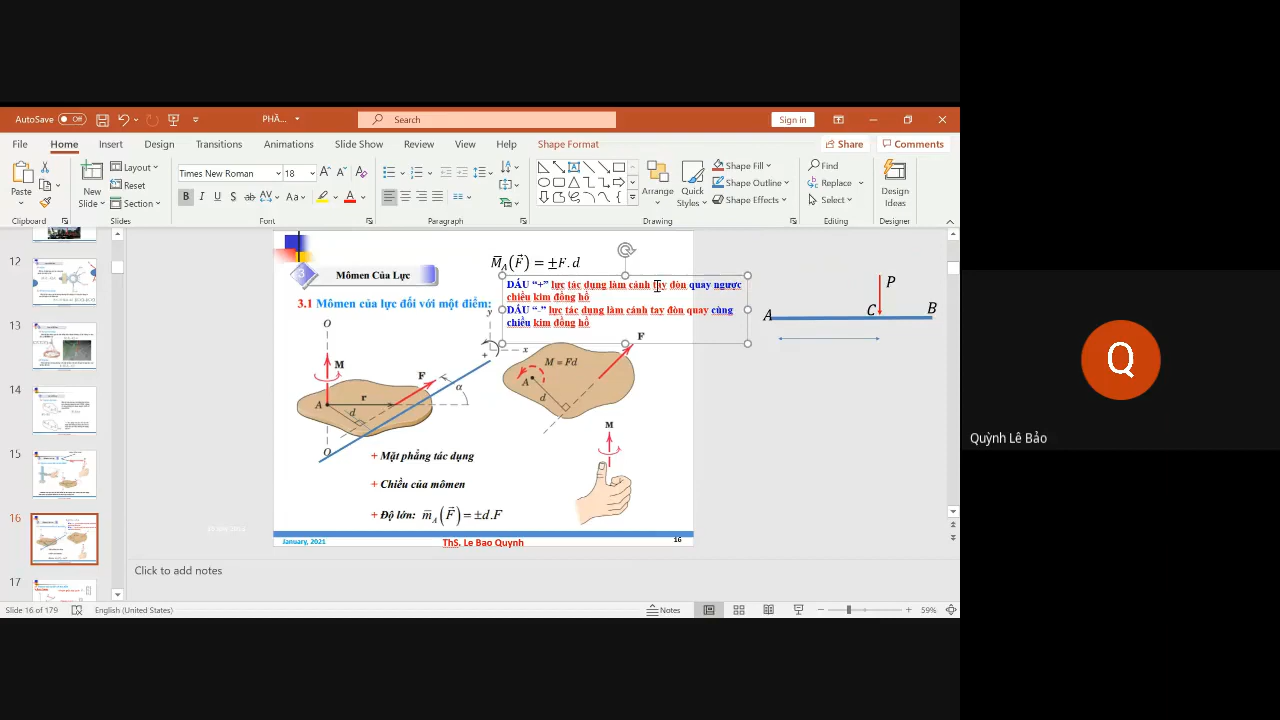 AutoSave Off
PHẦ...
Search
Sign in
File Home Insert Design Transitions Animations Slide Show Review View Help Shape Format
Share Comments
Paste
New
Slide
Layout
Reset
Section
Times New Roman 18
B I U S ab AV Aa A
Arrange
Quick
Styles
Shape Fill
Shape Outline
Shape Effects
Find
Replace
Select
Design
Ideas
Clipboard Slides Font Paragraph Drawing Editing Designer
12
13
14
15
16
17
3
Mômen Của Lực
M̄_A(F⃗) = ±F.d
DẤU “+” lực tác dụng làm cánh tay đòn quay ngược
chiều kim đồng hồ
DẤU “-” lực tác dụng làm cánh tay đòn quay cùng
chiều kim đồng hồ
3.1 Mômen của lực đối với một điểm:
y
x
+
O
M
A
r
d
F
α
O
F
M = Fd
A
d
M
A
C
B
P
+ Mặt phẳng tác dụng
+ Chiều của mômen
+ Độ lớn: m̄_A(F⃗) = ±d.F
January, 2021
ThS. Le Bao Quynh
16
Click to add notes
Slide 16 of 179
English (United States)
Notes
59%
Q
Quỳnh Lê Bảo